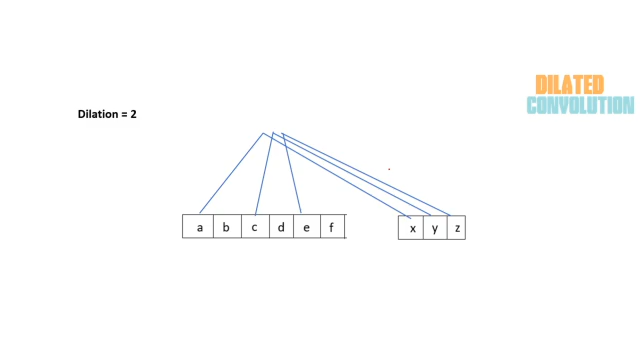 DILATED
CONVOLUTION
Dilation = 2
a b c d e f
x y z